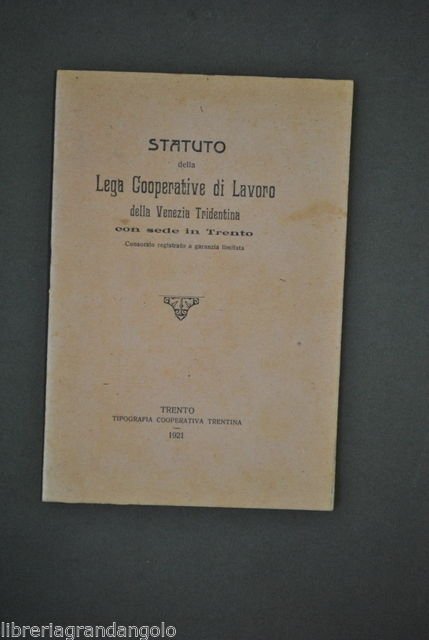 STATUTO
della
Lega Cooperative di Lavoro
della Venezia Tridentina
con sede in Trento
Consorzio registrato a garanzia limitata
TRENTO
TIPOGRAFIA COOPERATIVA TRENTINA
1921
libreriagrandangolo